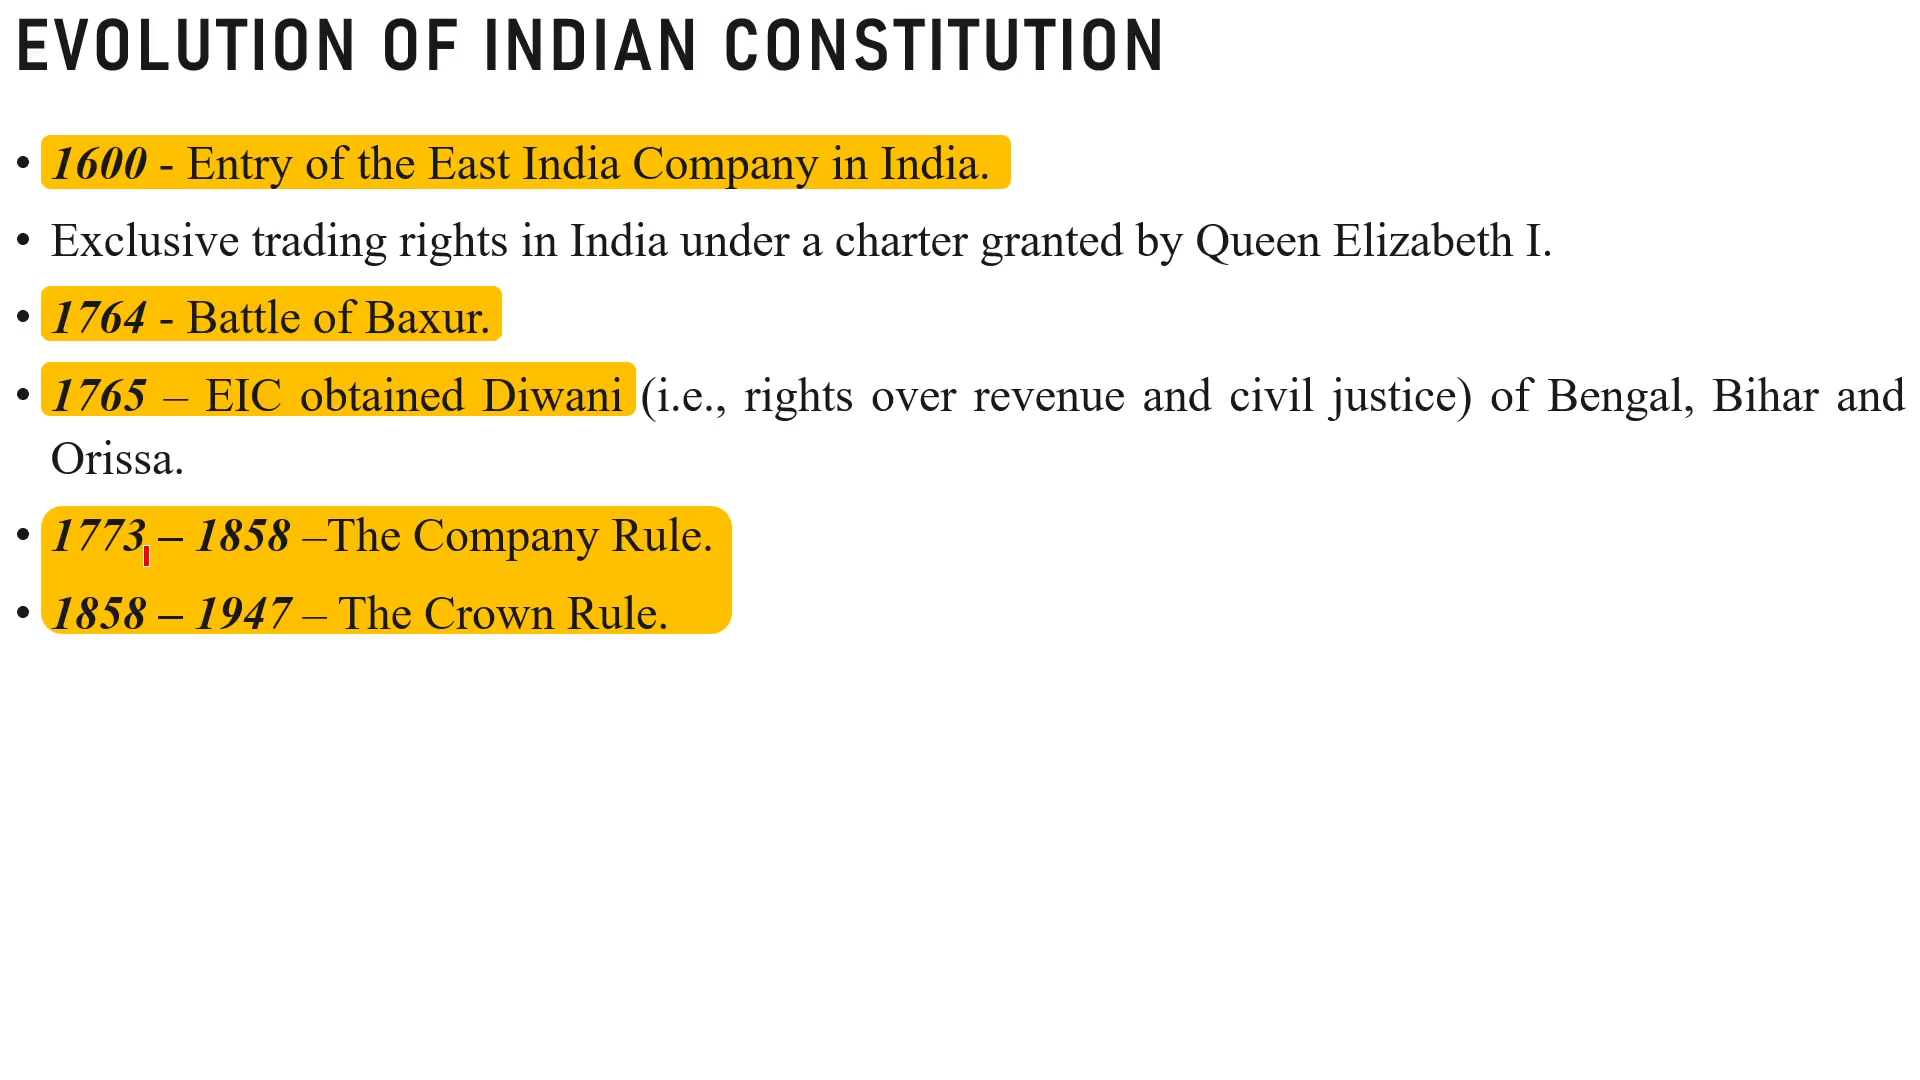 EVOLUTION OF INDIAN CONSTITUTION
• 1600 - Entry of the East India Company in India.
• Exclusive trading rights in India under a charter granted by Queen Elizabeth I.
• 1764 - Battle of Baxur.
• 1765 – EIC obtained Diwani (i.e., rights over revenue and civil justice) of Bengal, Bihar and
Orissa.
• 1773 – 1858 –The Company Rule.
• 1858 – 1947 – The Crown Rule.